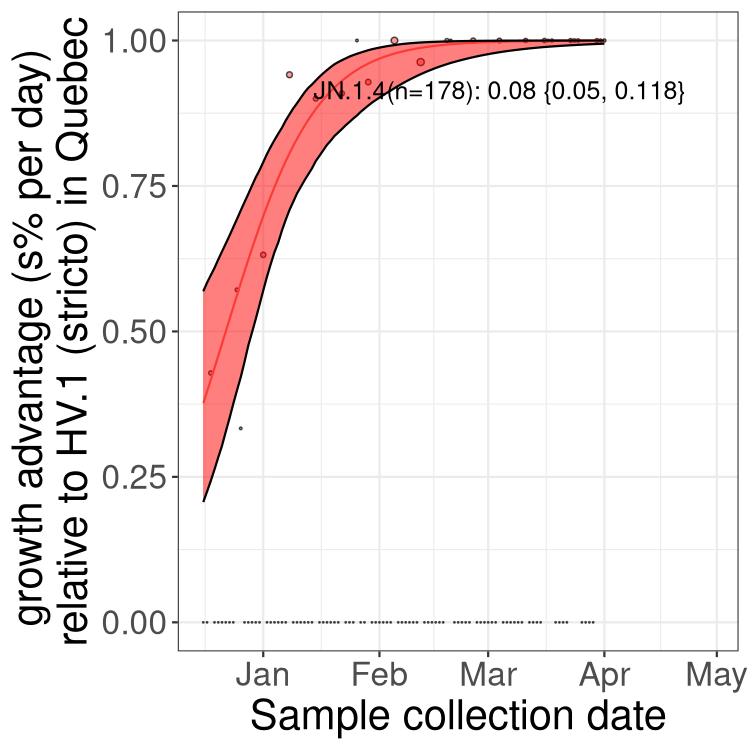 growth advantage (s% per day)
relative to HV.1 (stricto) in Quebec
1.00
0.75
0.50
0.25
0.00
JN.1.4(n=178): 0.08 {0.05, 0.118}
Jan Feb Mar Apr May
Sample collection date